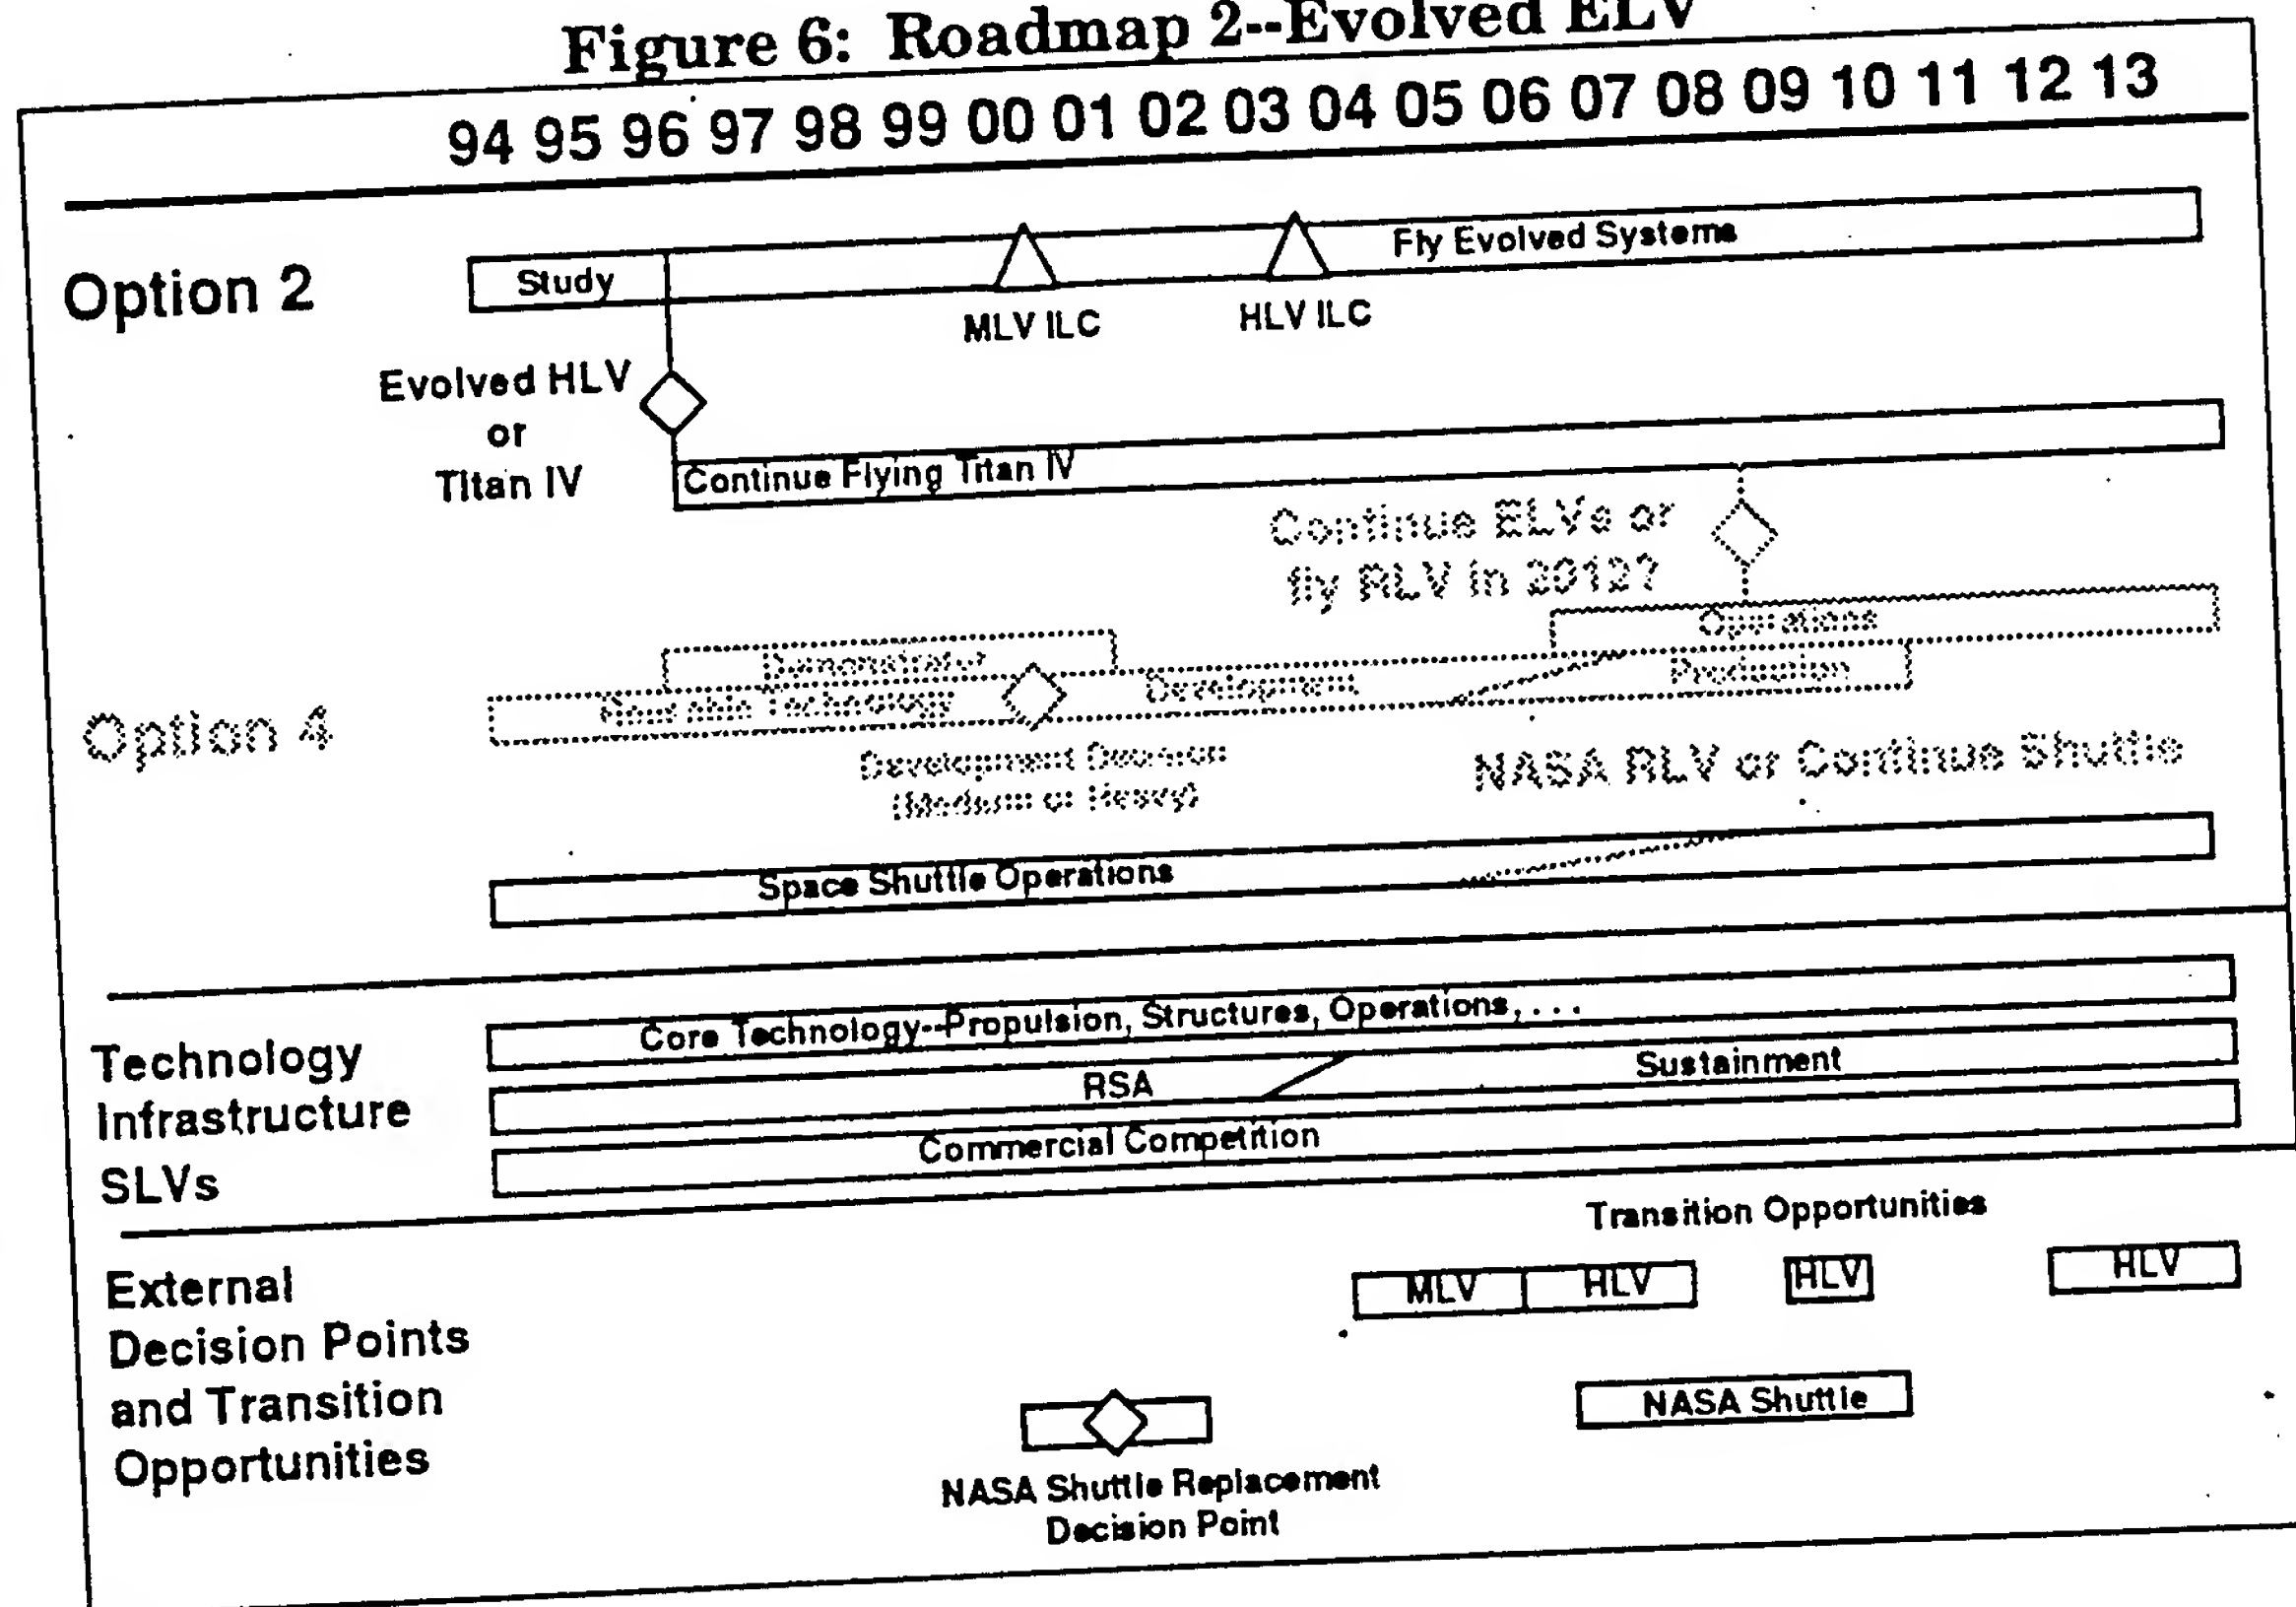 Figure 6: Roadmap 2--Evolved ELV
94 95 96 97 98 99 00 01 02 03 04 05 06 07 08 09 10 11 12 13
Option 2
Study
Fly Evolved Systems
MLV ILC
HLV ILC
Evolved HLV
or
Titan IV
Continue Flying Titan IV
Continue ELVs or
fly RLV in 2012?
Operations
Demonstrator
Production
Development
Reusable Technology
Option 4
Development Decision
(Medium or Heavy)
NASA RLV or Continue Shuttle
Space Shuttle Operations
Core Technology--Propulsion, Structures, Operations, . . .
Technology
RSA
Sustainment
Infrastructure
Commercial Competition
SLVs
Transition Opportunities
External
Decision Points
and Transition
Opportunities
MLV
HLV
HLV
HLV
NASA Shuttle
NASA Shuttle Replacement
Decision Point